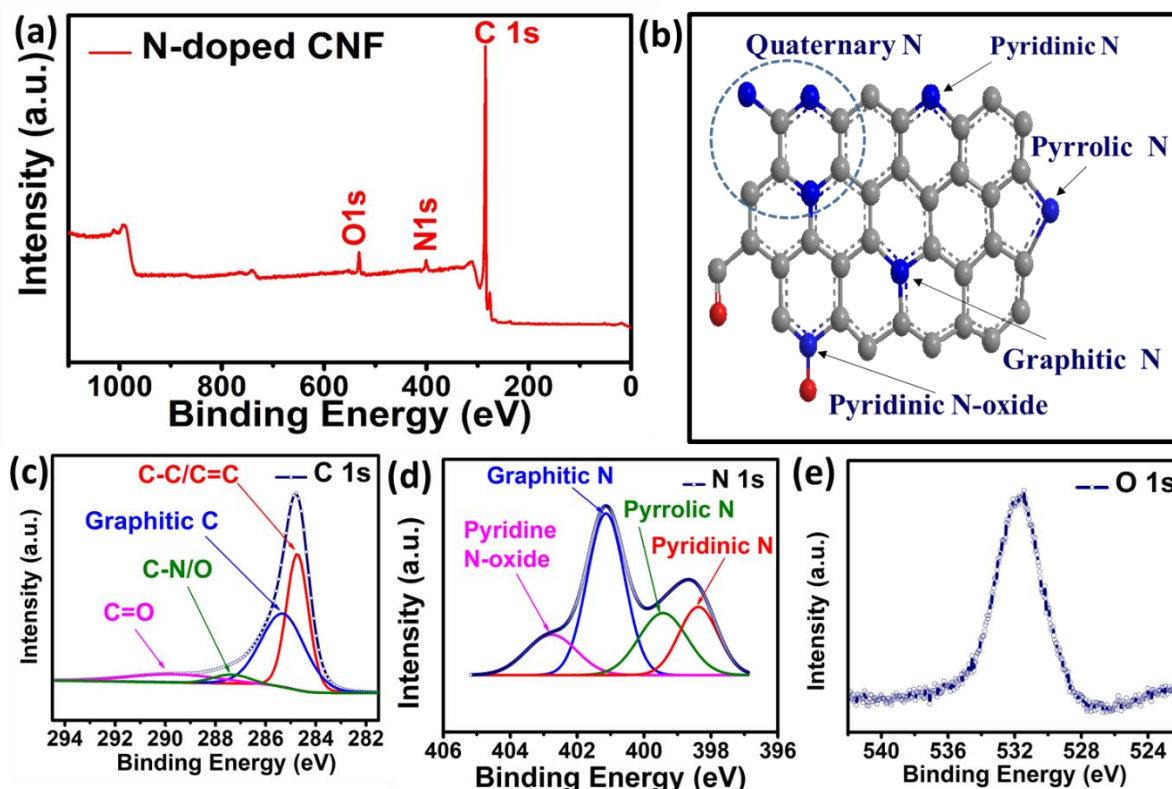 (a)
N-doped CNF
C 1s
O1s
N1s
Intensity (a.u.)
1000 800 600 400 200 0
Binding Energy (eV)
(b)
Quaternary N
Pyridinic N
Pyrrolic N
Graphitic N
Pyridinic N-oxide
(c)
C 1s
C-C/C=C
Graphitic C
C-N/O
C=O
Intensity (a.u.)
294 292 290 288 286 284 282
Binding Energy (eV)
(d)
N 1s
Graphitic N
Pyrrolic N
Pyridine
N-oxide
Pyridinic N
Intensity (a.u.)
406 404 402 400 398 396
Binding Energy (eV)
(e)
O 1s
Intensity (a.u.)
540 536 532 528 524
Binding Energy (eV)